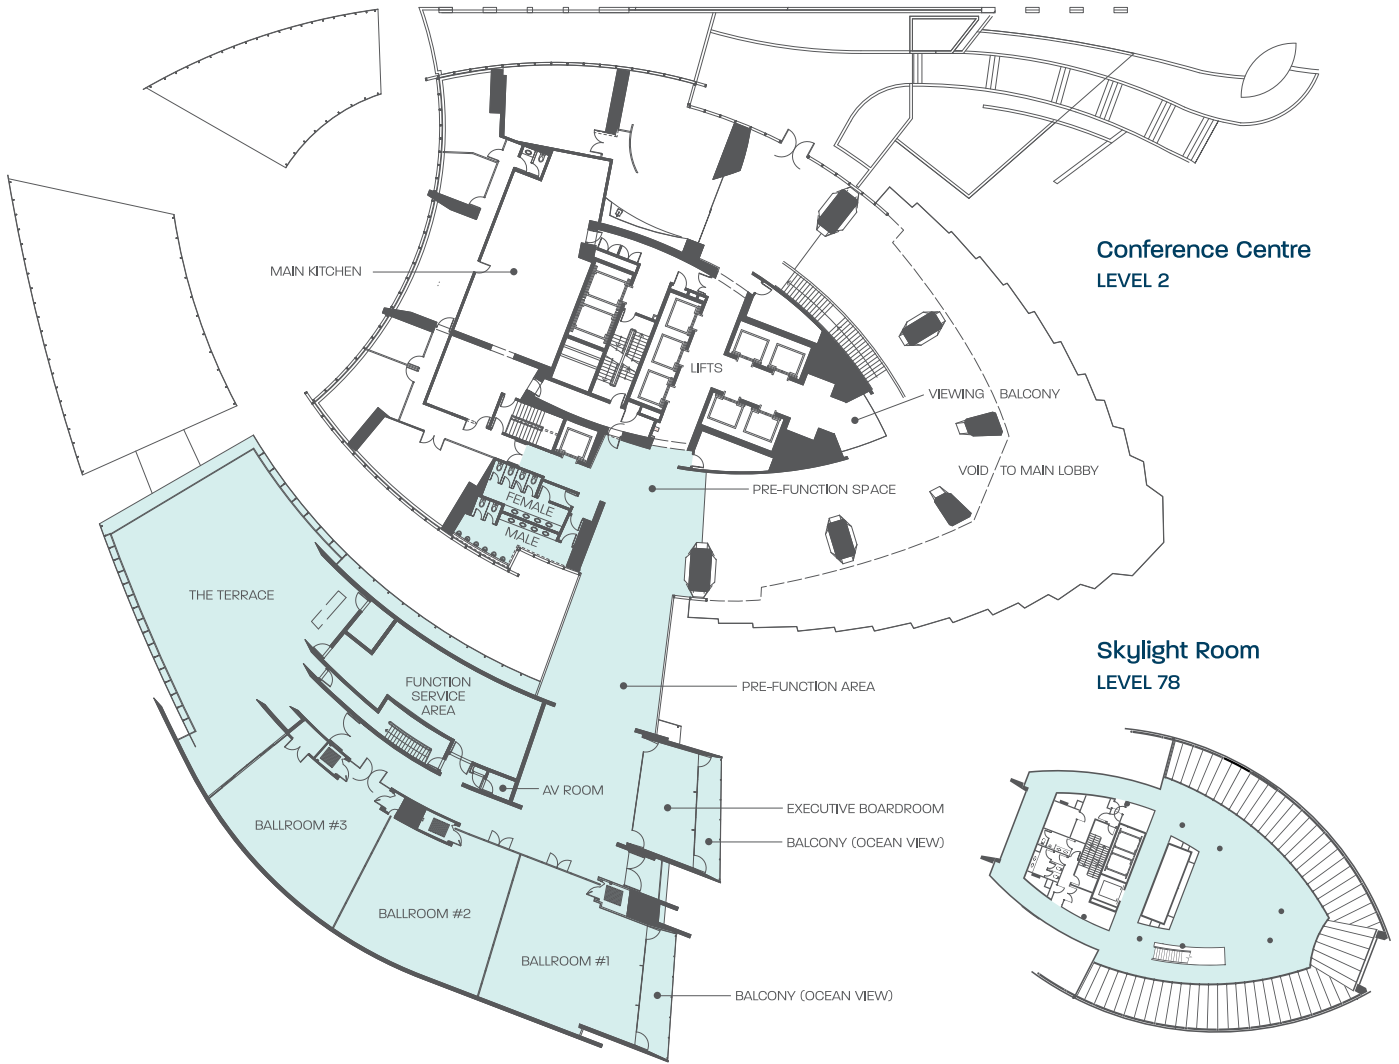 Conference Centre
LEVEL 2
MAIN KITCHEN
LIFTS
VIEWING BALCONY
VOID TO MAIN LOBBY
PRE-FUNCTION SPACE
FEMALE
MALE
THE TERRACE
Skylight Room
LEVEL 78
FUNCTION
SERVICE
AREA
PRE-FUNCTION AREA
AV ROOM
EXECUTIVE BOARDROOM
BALLROOM #3
BALCONY (OCEAN VIEW)
BALLROOM #2
BALLROOM #1
BALCONY (OCEAN VIEW)